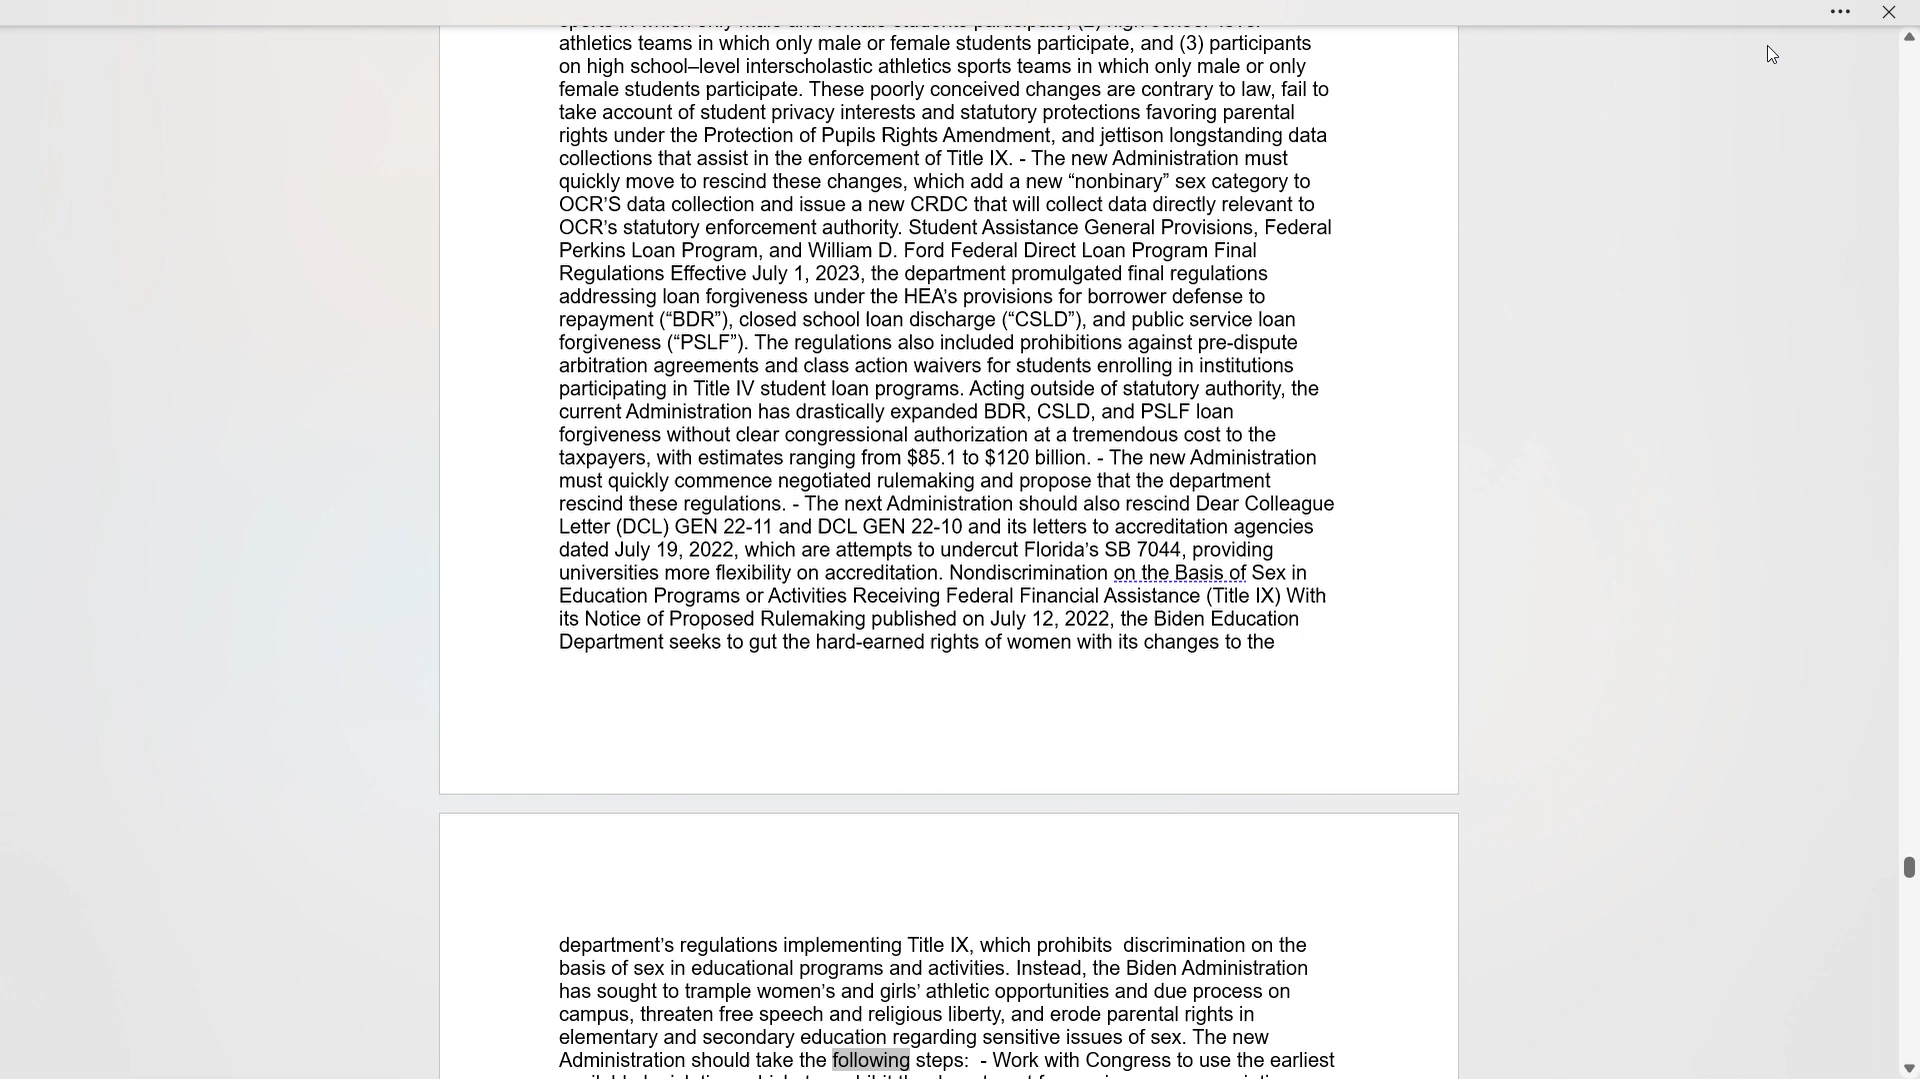 athletics teams in which only male or female students participate, and (3) participants
on high school–level interscholastic athletics sports teams in which only male or only
female students participate. These poorly conceived changes are contrary to law, fail to
take account of student privacy interests and statutory protections favoring parental
rights under the Protection of Pupils Rights Amendment, and jettison longstanding data
collections that assist in the enforcement of Title IX. - The new Administration must
quickly move to rescind these changes, which add a new “nonbinary” sex category to
OCR’S data collection and issue a new CRDC that will collect data directly relevant to
OCR’s statutory enforcement authority. Student Assistance General Provisions, Federal
Perkins Loan Program, and William D. Ford Federal Direct Loan Program Final
Regulations Effective July 1, 2023, the department promulgated final regulations
addressing loan forgiveness under the HEA’s provisions for borrower defense to
repayment (“BDR”), closed school loan discharge (“CSLD”), and public service loan
forgiveness (“PSLF”). The regulations also included prohibitions against pre-dispute
arbitration agreements and class action waivers for students enrolling in institutions
participating in Title IV student loan programs. Acting outside of statutory authority, the
current Administration has drastically expanded BDR, CSLD, and PSLF loan
forgiveness without clear congressional authorization at a tremendous cost to the
taxpayers, with estimates ranging from $85.1 to $120 billion. - The new Administration
must quickly commence negotiated rulemaking and propose that the department
rescind these regulations. - The next Administration should also rescind Dear Colleague
Letter (DCL) GEN 22-11 and DCL GEN 22-10 and its letters to accreditation agencies
dated July 19, 2022, which are attempts to undercut Florida’s SB 7044, providing
universities more flexibility on accreditation. Nondiscrimination on the Basis of Sex in
Education Programs or Activities Receiving Federal Financial Assistance (Title IX) With
its Notice of Proposed Rulemaking published on July 12, 2022, the Biden Education
Department seeks to gut the hard-earned rights of women with its changes to the
department’s regulations implementing Title IX, which prohibits  discrimination on the
basis of sex in educational programs and activities. Instead, the Biden Administration
has sought to trample women’s and girls’ athletic opportunities and due process on
campus, threaten free speech and religious liberty, and erode parental rights in
elementary and secondary education regarding sensitive issues of sex. The new
Administration should take the following steps:  - Work with Congress to use the earliest